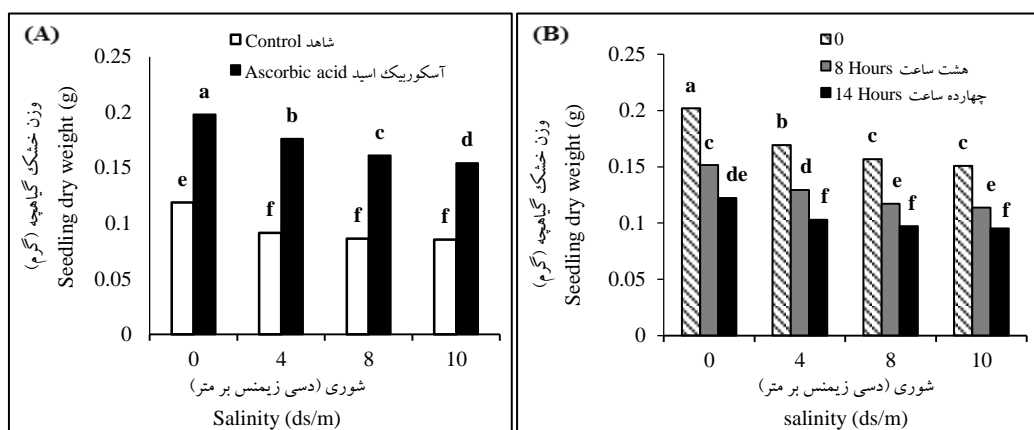 (A)
Control شاهد
Ascorbic acid آسکوربیک اسید
وزن خشک گیاهچه (گرم)
Seedling dry weight (g)
0.25
0.2
0.15
0.1
0.05
0
a
b
c
d
e
f
f
f
0 4 8 10
شوری (دسی زیمنس بر متر)
Salinity (ds/m)
(B)
0
8 Hours هشت ساعت
14 Hours چهارده ساعت
وزن خشک گیاهچه (گرم)
Seedling dry weight (g)
0.25
0.2
0.15
0.1
0.05
0
a
c
de
b
d
f
c
e
f
c
e
f
0 4 8 10
شوری (دسی زیمنس بر متر)
salinity (ds/m)